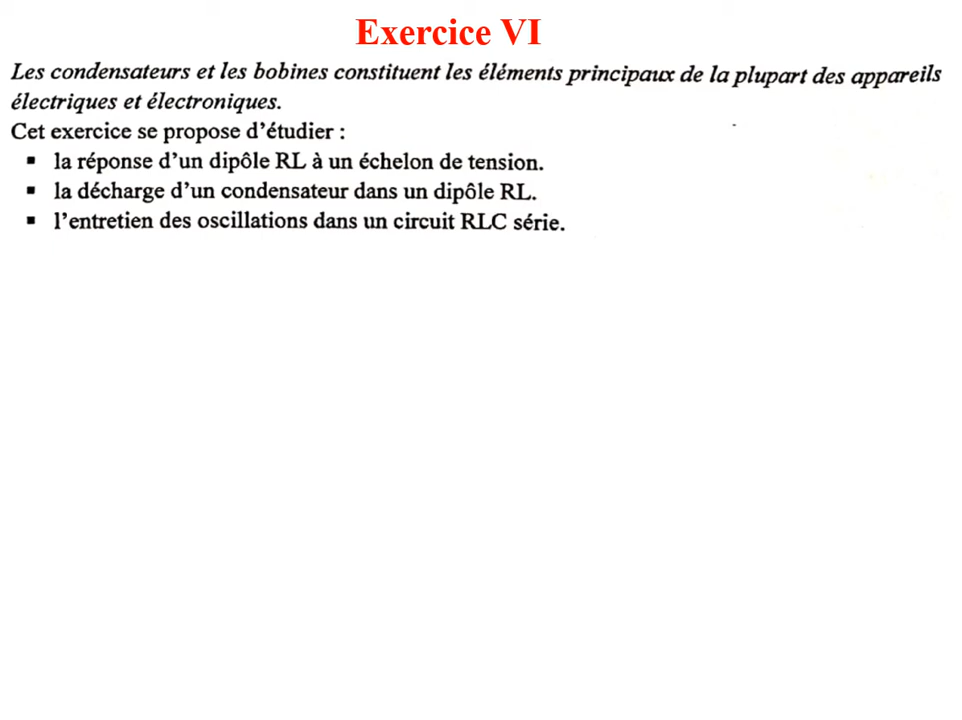 Exercice VI
Les condensateurs et les bobines constituent les éléments principaux de la plupart des appareils
électriques et électroniques.
Cet exercice se propose d'étudier :
▪ la réponse d'un dipôle RL à un échelon de tension.
▪ la décharge d'un condensateur dans un dipôle RL.
▪ l'entretien des oscillations dans un circuit RLC série.